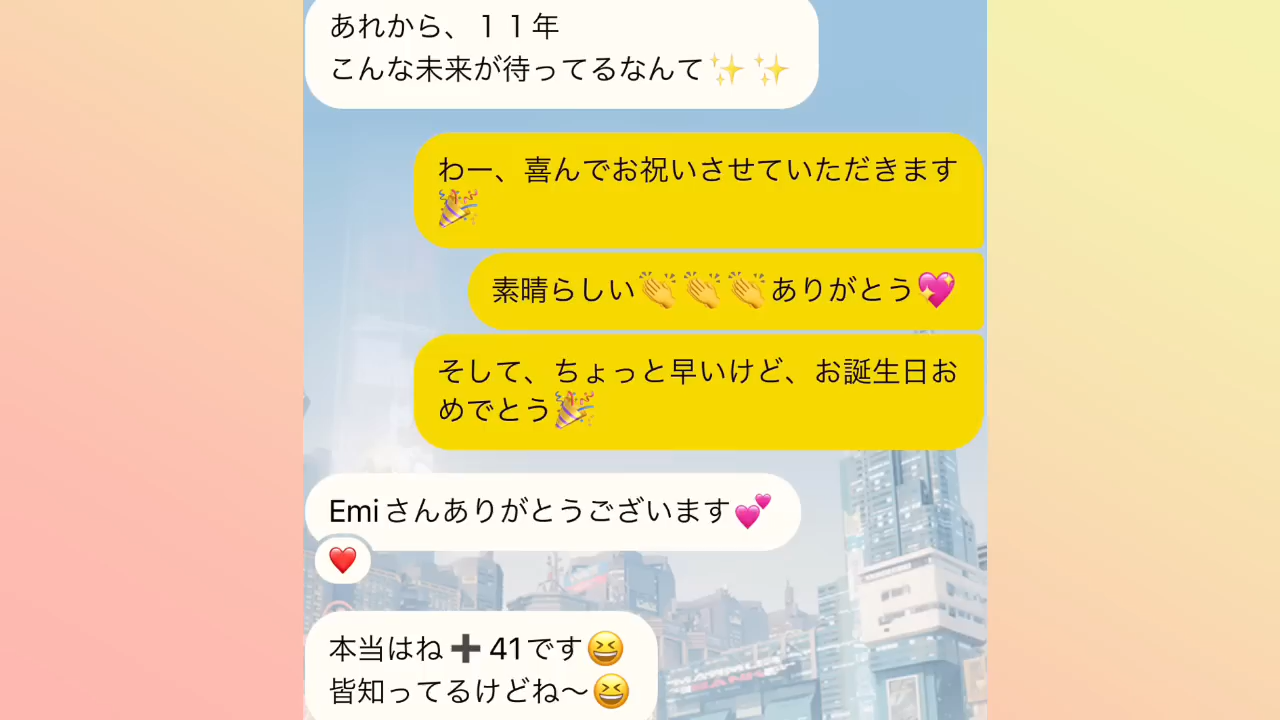 あれから、１１年
こんな未来が待ってるなんて✨✨
わー、喜んでお祝いさせていただきます
🎉
素晴らしい👏👏👏ありがとう💖
そして、ちょっと早いけど、お誕生日お
めでとう🎉
Emiさんありがとうございます💕
❤️
本当はね➕41です😆
皆知ってるけどね〜😆